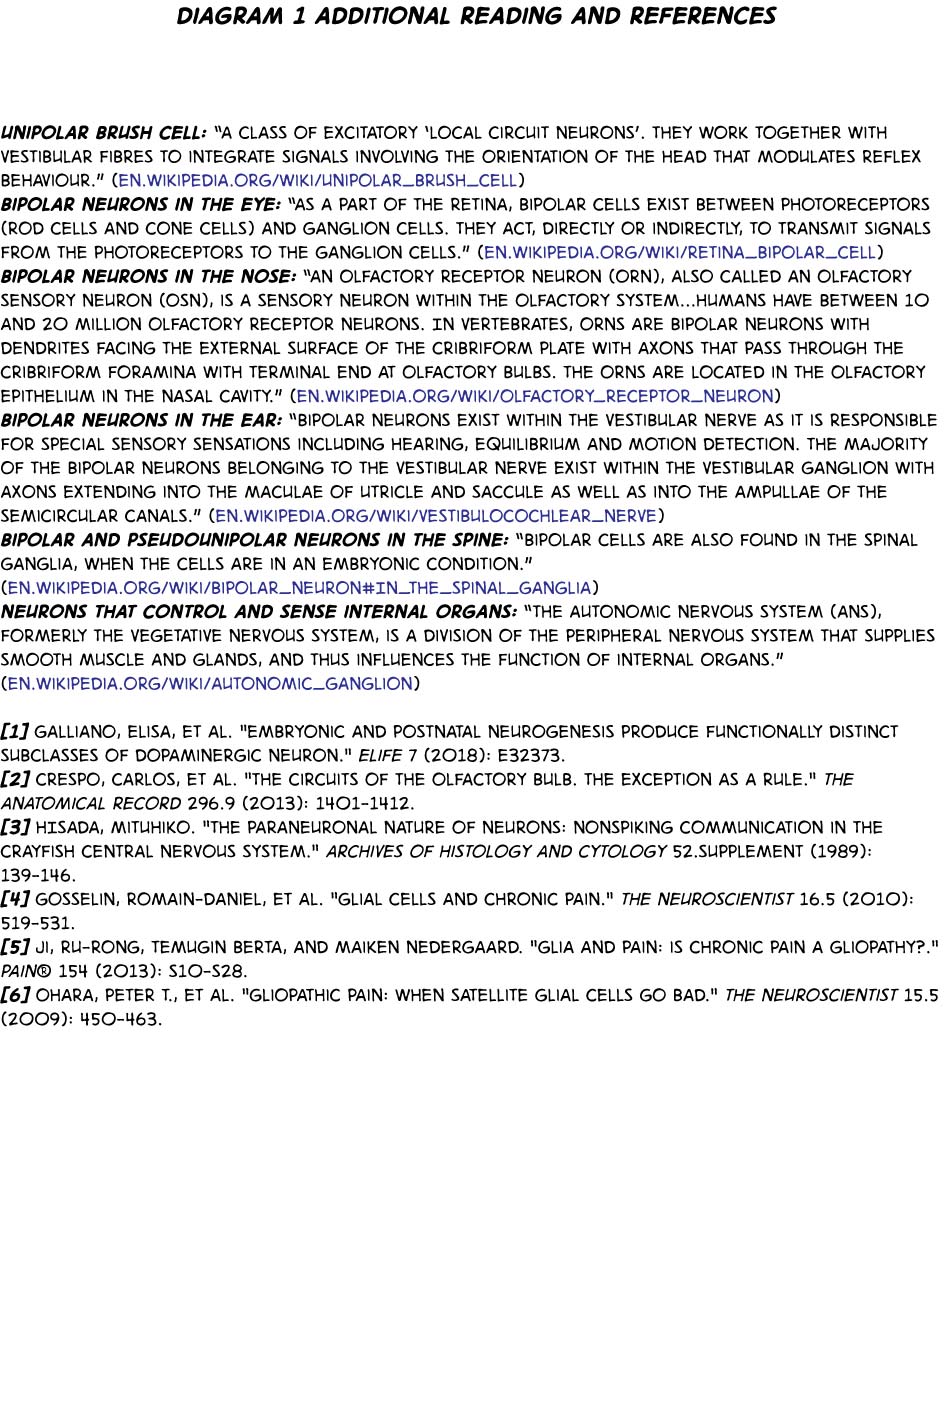 DIAGRAM 1 ADDITIONAL READING AND REFERENCES
UNIPOLAR BRUSH CELL: "A CLASS OF EXCITATORY 'LOCAL CIRCUIT NEURONS'. THEY WORK TOGETHER WITH
VESTIBULAR FIBRES TO INTEGRATE SIGNALS INVOLVING THE ORIENTATION OF THE HEAD THAT MODULATES REFLEX
BEHAVIOUR." (EN.WIKIPEDIA.ORG/WIKI/UNIPOLAR_BRUSH_CELL)
BIPOLAR NEURONS IN THE EYE: "AS A PART OF THE RETINA, BIPOLAR CELLS EXIST BETWEEN PHOTORECEPTORS
(ROD CELLS AND CONE CELLS) AND GANGLION CELLS. THEY ACT, DIRECTLY OR INDIRECTLY, TO TRANSMIT SIGNALS
FROM THE PHOTORECEPTORS TO THE GANGLION CELLS." (EN.WIKIPEDIA.ORG/WIKI/RETINA_BIPOLAR_CELL)
BIPOLAR NEURONS IN THE NOSE: "AN OLFACTORY RECEPTOR NEURON (ORN), ALSO CALLED AN OLFACTORY
SENSORY NEURON (OSN), IS A SENSORY NEURON WITHIN THE OLFACTORY SYSTEM...HUMANS HAVE BETWEEN 10
AND 20 MILLION OLFACTORY RECEPTOR NEURONS. IN VERTEBRATES, ORNS ARE BIPOLAR NEURONS WITH
DENDRITES FACING THE EXTERNAL SURFACE OF THE CRIBRIFORM PLATE WITH AXONS THAT PASS THROUGH THE
CRIBRIFORM FORAMINA WITH TERMINAL END AT OLFACTORY BULBS. THE ORNS ARE LOCATED IN THE OLFACTORY
EPITHELIUM IN THE NASAL CAVITY." (EN.WIKIPEDIA.ORG/WIKI/OLFACTORY_RECEPTOR_NEURON)
BIPOLAR NEURONS IN THE EAR: "BIPOLAR NEURONS EXIST WITHIN THE VESTIBULAR NERVE AS IT IS RESPONSIBLE
FOR SPECIAL SENSORY SENSATIONS INCLUDING HEARING, EQUILIBRIUM AND MOTION DETECTION. THE MAJORITY
OF THE BIPOLAR NEURONS BELONGING TO THE VESTIBULAR NERVE EXIST WITHIN THE VESTIBULAR GANGLION WITH
AXONS EXTENDING INTO THE MACULAE OF UTRICLE AND SACCULE AS WELL AS INTO THE AMPULLAE OF THE
SEMICIRCULAR CANALS." (EN.WIKIPEDIA.ORG/WIKI/VESTIBULOCOCHLEAR_NERVE)
BIPOLAR AND PSEUDOUNIPOLAR NEURONS IN THE SPINE: "BIPOLAR CELLS ARE ALSO FOUND IN THE SPINAL
GANGLIA, WHEN THE CELLS ARE IN AN EMBRYONIC CONDITION."
(EN.WIKIPEDIA.ORG/WIKI/BIPOLAR_NEURON#IN_THE_SPINAL_GANGLIA)
NEURONS THAT CONTROL AND SENSE INTERNAL ORGANS: "THE AUTONOMIC NERVOUS SYSTEM (ANS),
FORMERLY THE VEGETATIVE NERVOUS SYSTEM, IS A DIVISION OF THE PERIPHERAL NERVOUS SYSTEM THAT SUPPLIES
SMOOTH MUSCLE AND GLANDS, AND THUS INFLUENCES THE FUNCTION OF INTERNAL ORGANS."
(EN.WIKIPEDIA.ORG/WIKI/AUTONOMIC_GANGLION)
[1] GALLIANO, ELISA, ET AL. "EMBRYONIC AND POSTNATAL NEUROGENESIS PRODUCE FUNCTIONALLY DISTINCT
SUBCLASSES OF DOPAMINERGIC NEURON." ELIFE 7 (2018): E32373.
[2] CRESPO, CARLOS, ET AL. "THE CIRCUITS OF THE OLFACTORY BULB. THE EXCEPTION AS A RULE." THE
ANATOMICAL RECORD 296.9 (2013): 1401-1412.
[3] HISADA, MITUHIKO. "THE PARANEURONAL NATURE OF NEURONS: NONSPIKING COMMUNICATION IN THE
CRAYFISH CENTRAL NERVOUS SYSTEM." ARCHIVES OF HISTOLOGY AND CYTOLOGY 52.SUPPLEMENT (1989):
139-146.
[4] GOSSELIN, ROMAIN-DANIEL, ET AL. "GLIAL CELLS AND CHRONIC PAIN." THE NEUROSCIENTIST 16.5 (2010):
519-531.
[5] JI, RU-RONG, TEMUGIN BERTA, AND MAIKEN NEDERGAARD. "GLIA AND PAIN: IS CHRONIC PAIN A GLIOPATHY?."
PAIN® 154 (2013): S10-S28.
[6] OHARA, PETER T., ET AL. "GLIOPATHIC PAIN: WHEN SATELLITE GLIAL CELLS GO BAD." THE NEUROSCIENTIST 15.5
(2009): 450-463.